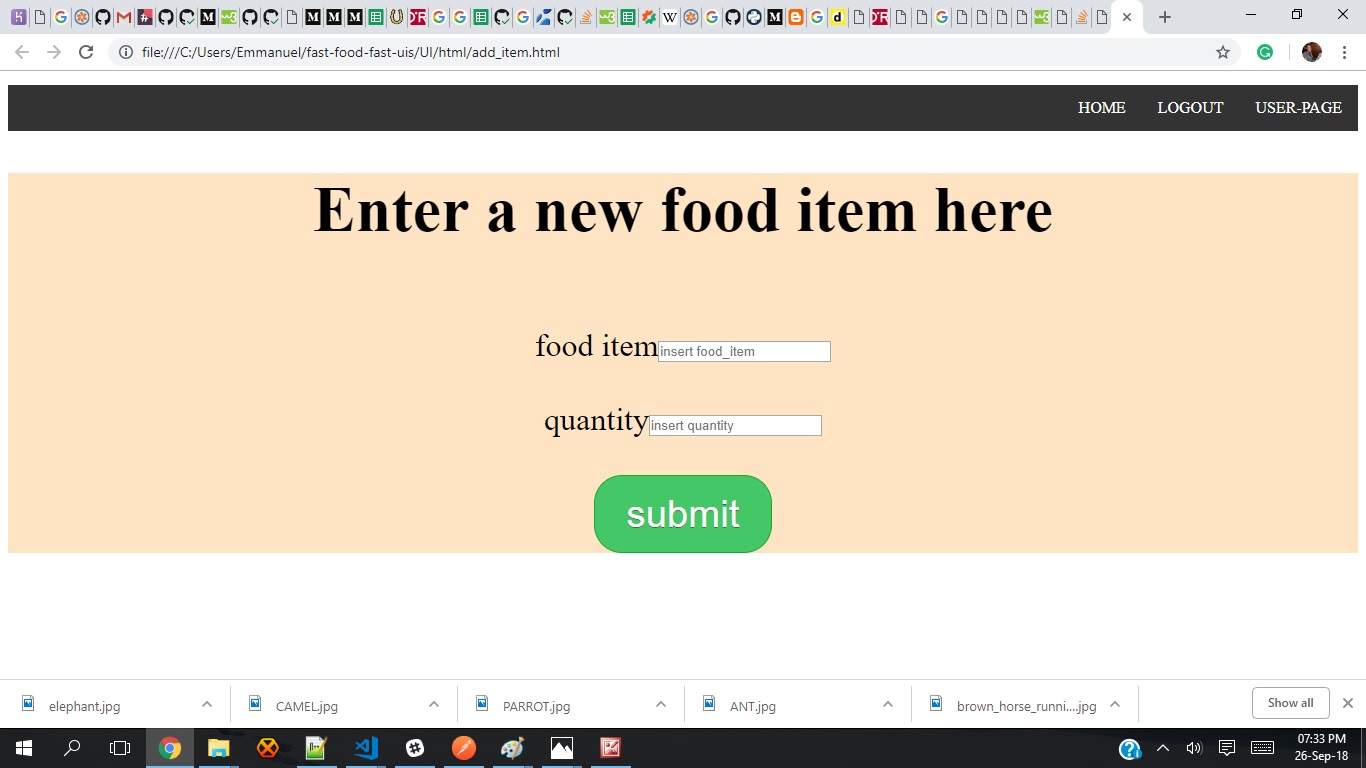 file:///C:/Users/Emmanuel/fast-food-fast-uis/UI/html/add_item.html
HOME LOGOUT USER-PAGE
Enter a new food item here
food item insert food_item
quantity insert quantity
submit
elephant.jpg CAMEL.jpg PARROT.jpg ANT.jpg brown_horse_runni....jpg Show all
07:33 PM
26-Sep-18